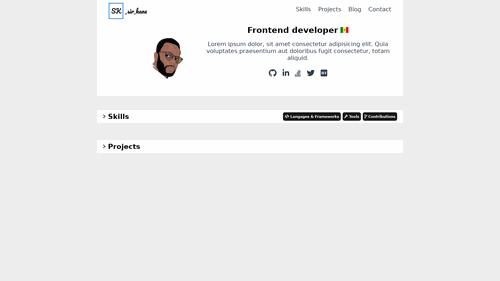 SK _sir_kane
Skills Projects Blog Contact
Frontend developer
Lorem ipsum dolor, sit amet consectetur adipisicing elit. Quia
voluptates praesentium aut doloribus fugit consectetur, totam
aliquid.
> Skills
Langages & Frameworks Tools Contributions
> Projects